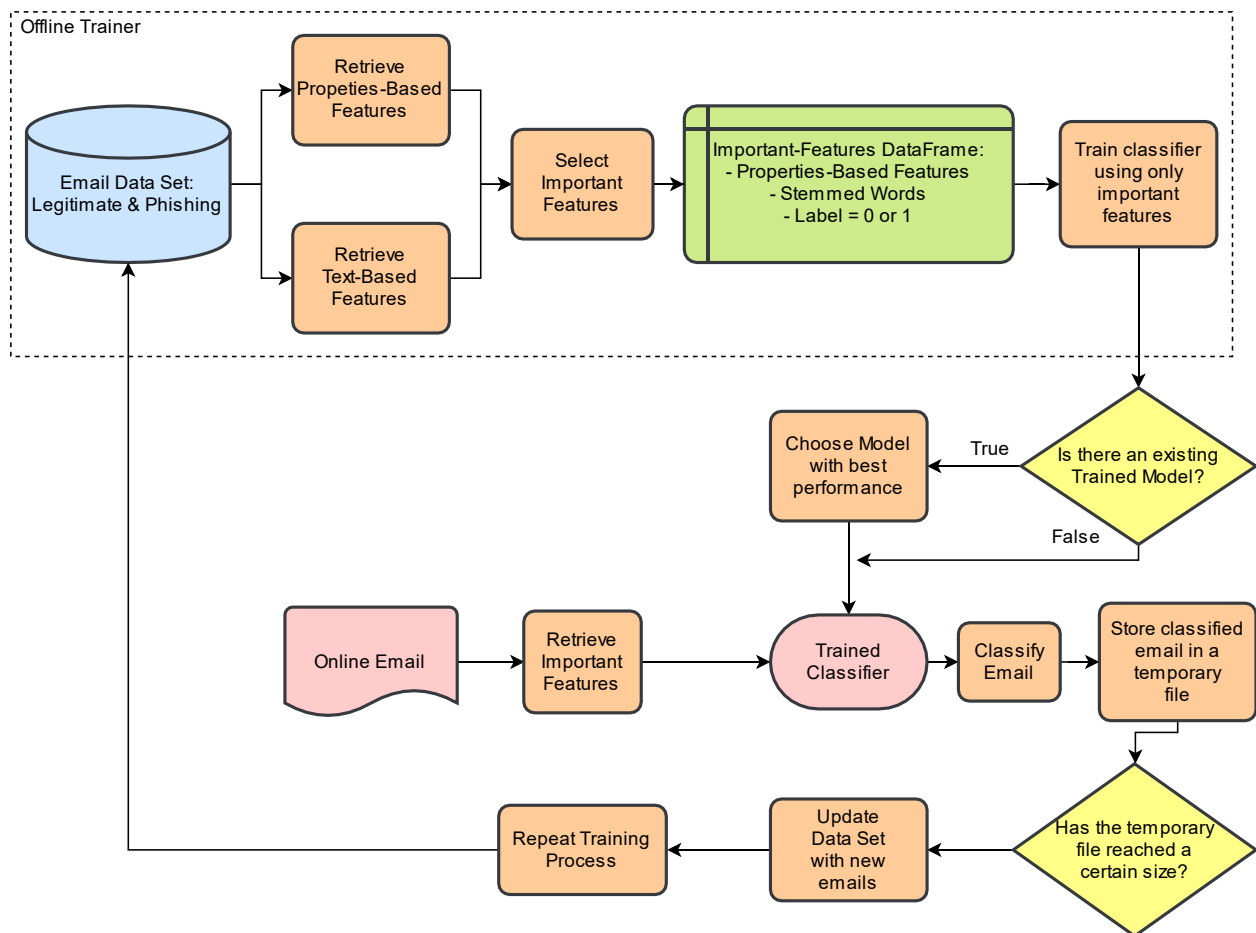 Offline Trainer
Retrieve
Propeties-Based
Features
Email Data Set:
Legitimate & Phishing
Retrieve
Text-Based
Features
Select
Important
Features
Important-Features DataFrame:
- Properties-Based Features
- Stemmed Words
- Label = 0 or 1
Train classifier
using only
important
features
Is there an existing
Trained Model?
True
False
Choose Model
with best
performance
Online Email
Retrieve
Important
Features
Trained
Classifier
Classify
Email
Store classified
email in a
temporary
file
Has the temporary
file reached a
certain size?
Update
Data Set
with new
emails
Repeat Training
Process